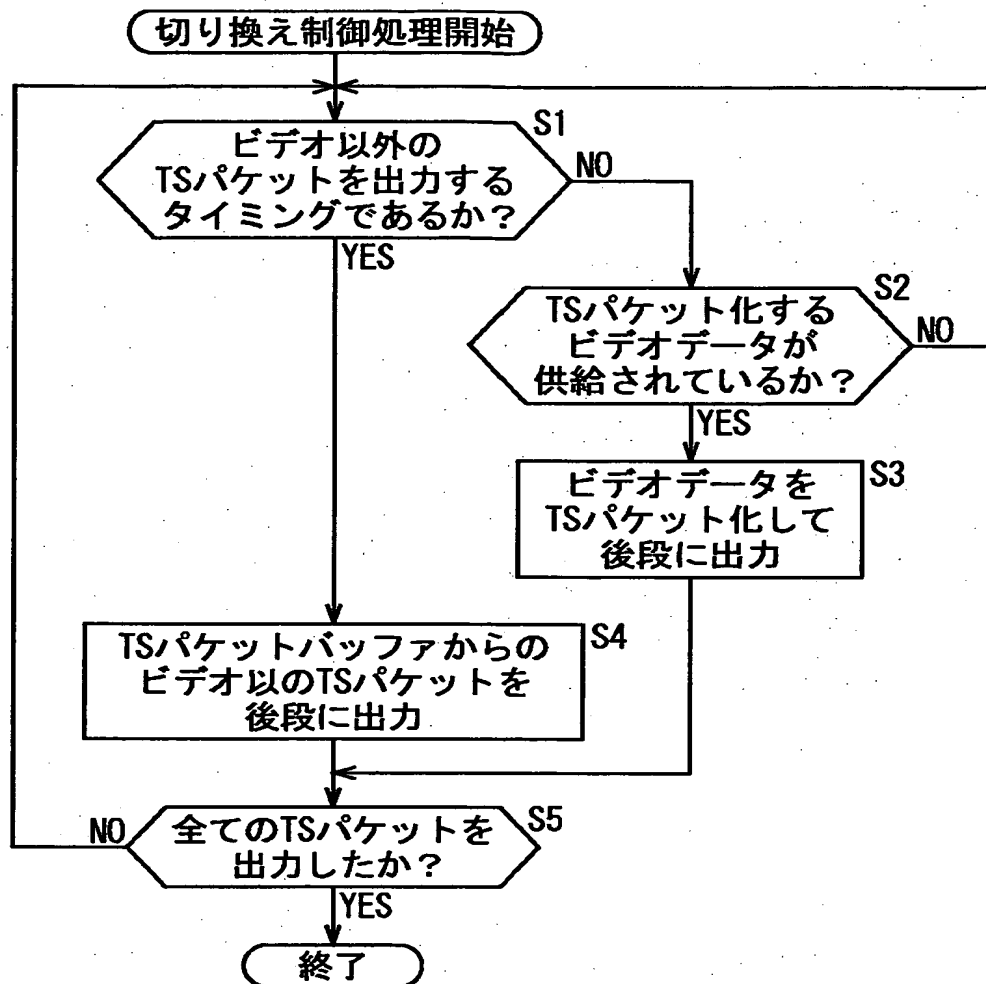 切り換え制御処理開始
S1
ビデオ以外の
TSパケットを出力する
タイミングであるか？
NO
YES
S2
TSパケット化する
ビデオデータが
供給されているか？
NO
YES
S3
ビデオデータを
TSパケット化して
後段に出力
S4
TSパケットバッファからの
ビデオ以のTSパケットを
後段に出力
S5
全てのTSパケットを
出力したか？
NO
YES
終了